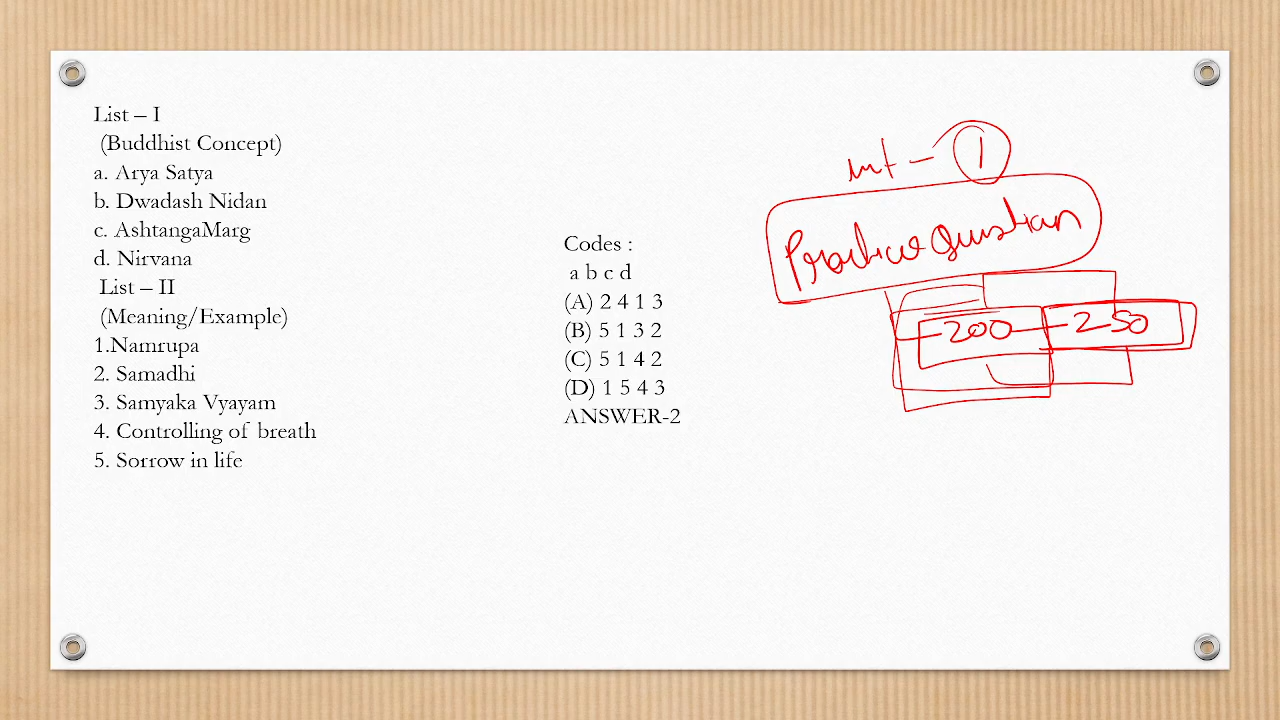 List – I
(Buddhist Concept)
a. Arya Satya
b. Dwadash Nidan
c. AshtangaMarg
d. Nirvana
List – II
(Meaning/Example)
1.Namrupa
2. Samadhi
3. Samyaka Vyayam
4. Controlling of breath
5. Sorrow in life
Codes :
a b c d
(A) 2 4 1 3
(B) 5 1 3 2
(C) 5 1 4 2
(D) 1 5 4 3
ANSWER-2
– 1
Practice Question
200 – 250